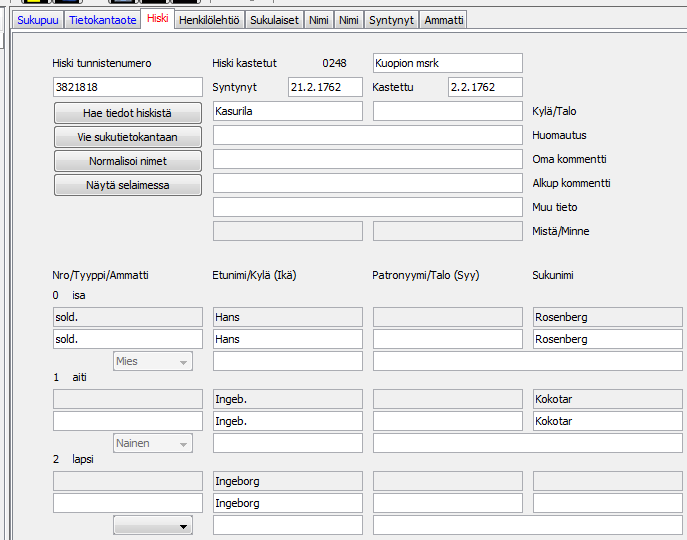 Sukupuu Tietokantaote Hiski Henkilölehtiö Sukulaiset Nimi Nimi Syntynyt Ammatti
Hiski tunnistenumero Hiski kastetut 0248 Kuopion msrk
3821818 Syntynyt 21.2.1762 Kastettu 2.2.1762
Hae tiedot hiskistä Kasurila Kylä/Talo
Vie sukutietokantaan Huomautus
Normalisoi nimet Oma kommentti
Näytä selaimessa Alkup kommentti
Muu tieto
Mistä/Minne
Nro/Tyyppi/Ammatti Etunimi/Kylä (Ikä) Patronyymi/Talo (Syy) Sukunimi
0 isa
sold. Hans Rosenberg
sold. Hans Rosenberg
Mies
1 aiti
Ingeb. Kokotar
Ingeb. Kokotar
Nainen
2 lapsi
Ingeborg
Ingeborg